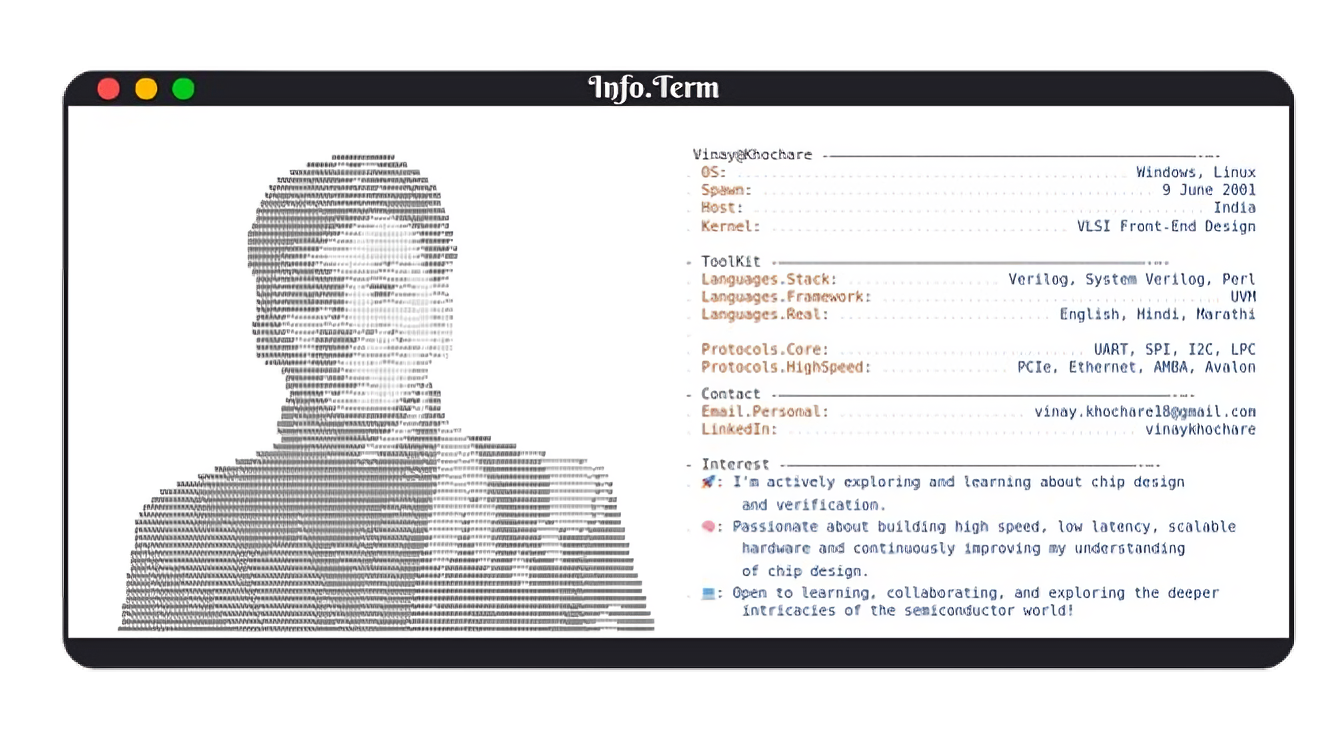 Info.Term
Vinay@Khochare
OS: Windows, Linux
Spawn: 9 June 2001
Host: India
Kernel: VLSI Front-End Design
- ToolKit
Languages.Stack: Verilog, System Verilog, Perl
Languages.Framework: UVM
Languages.Real: English, Hindi, Marathi
Protocols.Core: UART, SPI, I2C, LPC
Protocols.HighSpeed: PCIe, Ethernet, AMBA, Avalon
- Contact
Email.Personal: vinay.khochare18@gmail.com
LinkedIn: vinaykhochare
- Interest
🚀: I'm actively exploring and learning about chip design
and verification.
🧠: Passionate about building high speed, low latency, scalable
hardware and continuously improving my understanding
of chip design.
💻: Open to learning, collaborating, and exploring the deeper
intricacies of the semiconductor world!